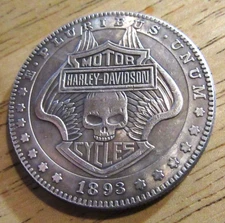 E·PLURIBUS·UNUM
MOTOR
HARLEY-DAVIDSON
CYCLES
1893